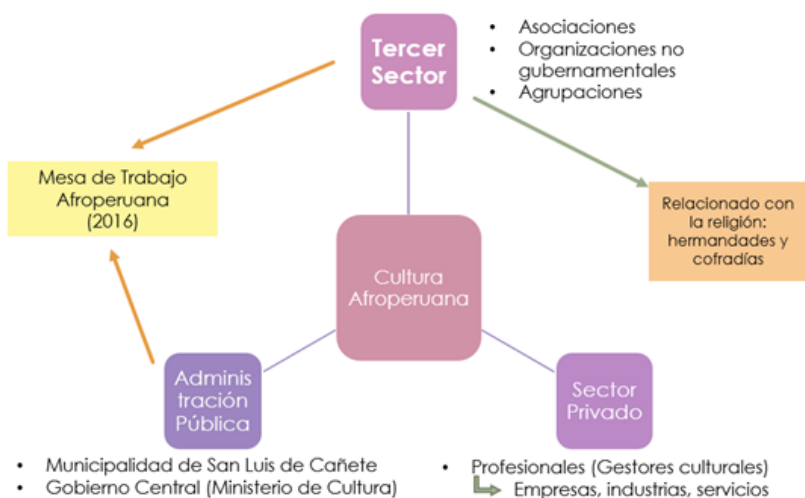 Tercer
Sector
• Asociaciones
• Organizaciones no
gubernamentales
• Agrupaciones
Mesa de Trabajo
Afroperuana
(2016)
Relacionado con
la religión:
hermandades y
cofradías
Cultura
Afroperuana
Adminis
tración
Pública
Sector
Privado
• Municipalidad de San Luis de Cañete
• Gobierno Central (Ministerio de Cultura)
• Profesionales (Gestores culturales)
Empresas, industrias, servicios